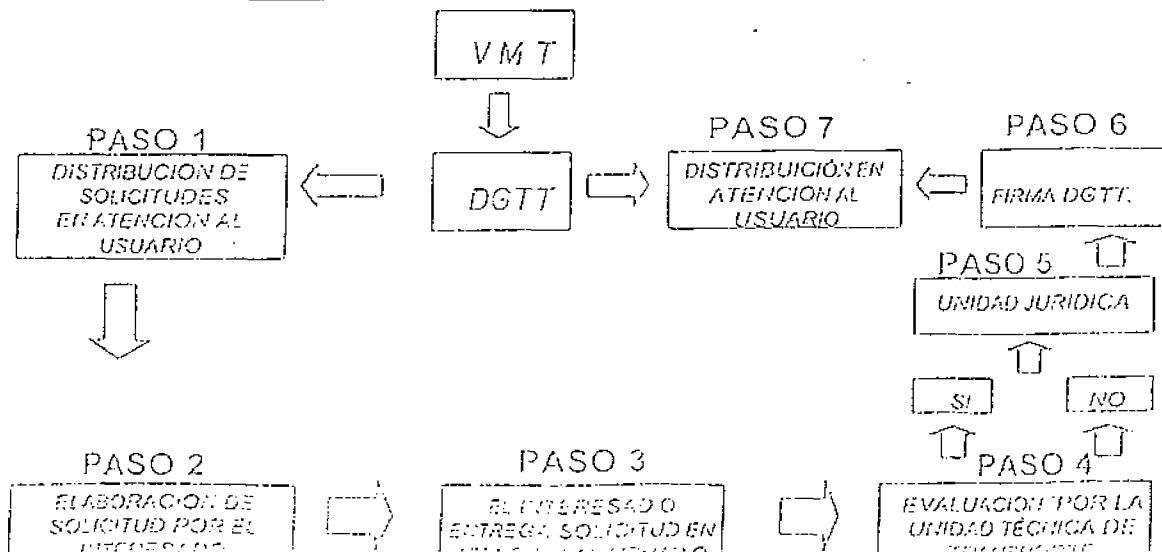 V M T
PASO 1
DISTRIBUCION DE
SOLICITUDES
EN ATENCION AL
USUARIO
DGTT
PASO 7
DISTRIBUICIÓN EN
ATENCION AL
USUARIO
PASO 6
FIRMA DGTT.
PASO 5
UNIDAD JURIDICA
SI
NO
PASO 2
ELABORACION DE
SOLICITUD POR EL
INTERESADO
PASO 3
EL INTERESADO
ENTREGA SOLICITUD EN
PASO 4
EVALUACION POR LA
UNIDAD TÉCNICA DE